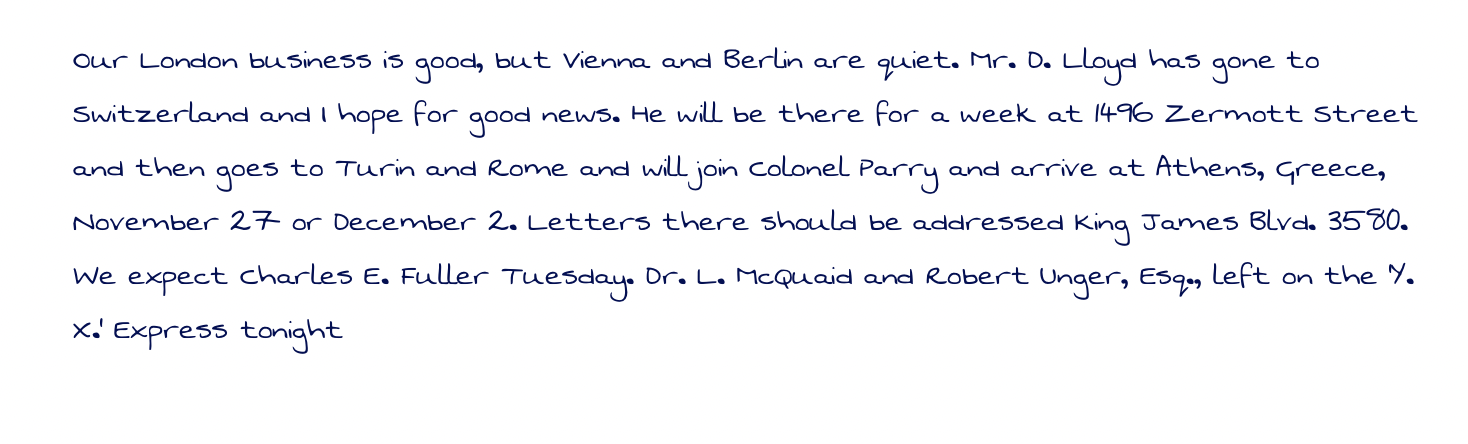 Our London business is good, but Vienna and Berlin are quiet. Mr. D. Lloyd has gone to
Switzerland and I hope for good news. He will be there for a week at 1496 Zermott Street
and then goes to Turin and Rome and will join Colonel Parry and arrive at Athens, Greece,
November 27 or December 2. Letters there should be addressed King James Blvd. 3580.
We expect Charles E. Fuller Tuesday. Dr. L. McQuaid and Robert Unger, Esq., left on the 'Y.
X.' Express tonight